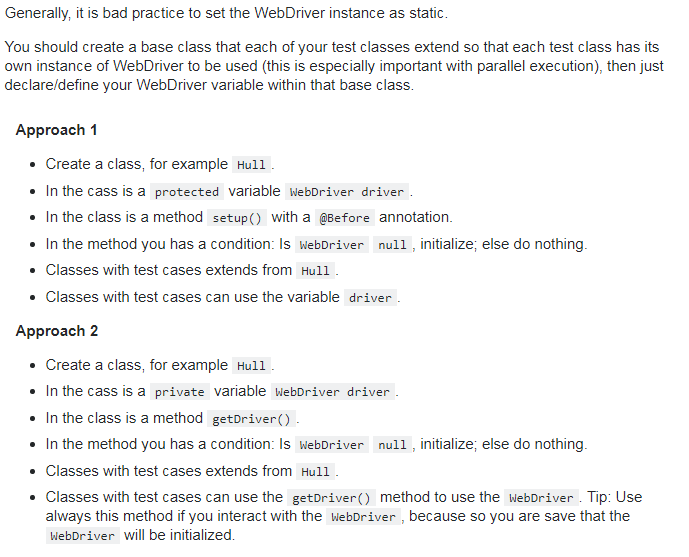 Generally, it is bad practice to set the WebDriver instance as static.
You should create a base class that each of your test classes extend so that each test class has its
own instance of WebDriver to be used (this is especially important with parallel execution), then just
declare/define your WebDriver variable within that base class.
Approach 1
• Create a class, for example Hull .
• In the cass is a protected variable WebDriver driver .
• In the class is a method setup() with a @Before annotation.
• In the method you has a condition: Is WebDriver null , initialize; else do nothing.
• Classes with test cases extends from Hull .
• Classes with test cases can use the variable driver .
Approach 2
• Create a class, for example Hull .
• In the cass is a private variable WebDriver driver .
• In the class is a method getDriver() .
• In the method you has a condition: Is WebDriver null , initialize; else do nothing.
• Classes with test cases extends from Hull .
• Classes with test cases can use the getDriver() method to use the WebDriver . Tip: Use
always this method if you interact with the WebDriver , because so you are save that the
WebDriver will be initialized.